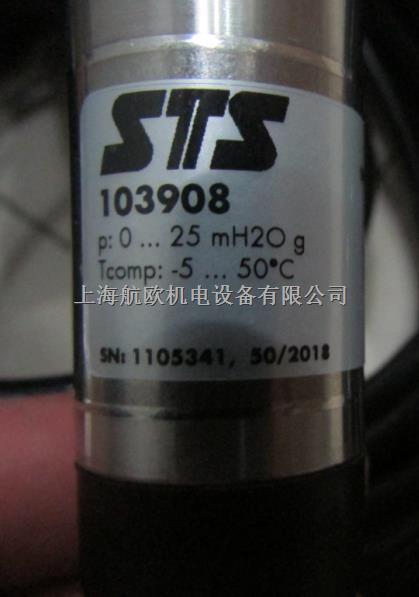 STS
103908
p: 0 ... 25 mH2O g
Tcomp: -5 ... 50°C
上海航欧机电设备有限公司
SN: 1105341, 50/2018